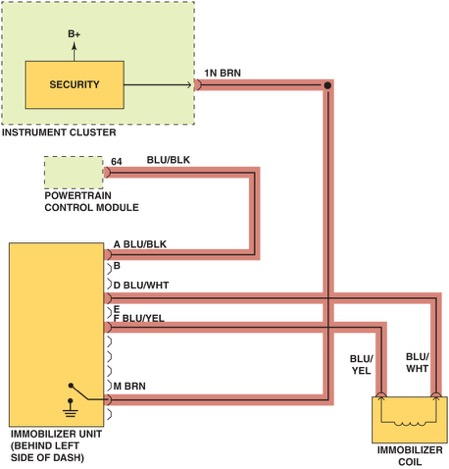 B+
SECURITY
1N BRN
INSTRUMENT CLUSTER
64 BLU/BLK
POWERTRAIN
CONTROL MODULE
A BLU/BLK
B
D BLU/WHT
E
F BLU/YEL
BLU/
YEL
BLU/
WHT
M BRN
IMMOBILIZER UNIT
(BEHIND LEFT
SIDE OF DASH)
IMMOBILIZER
COIL